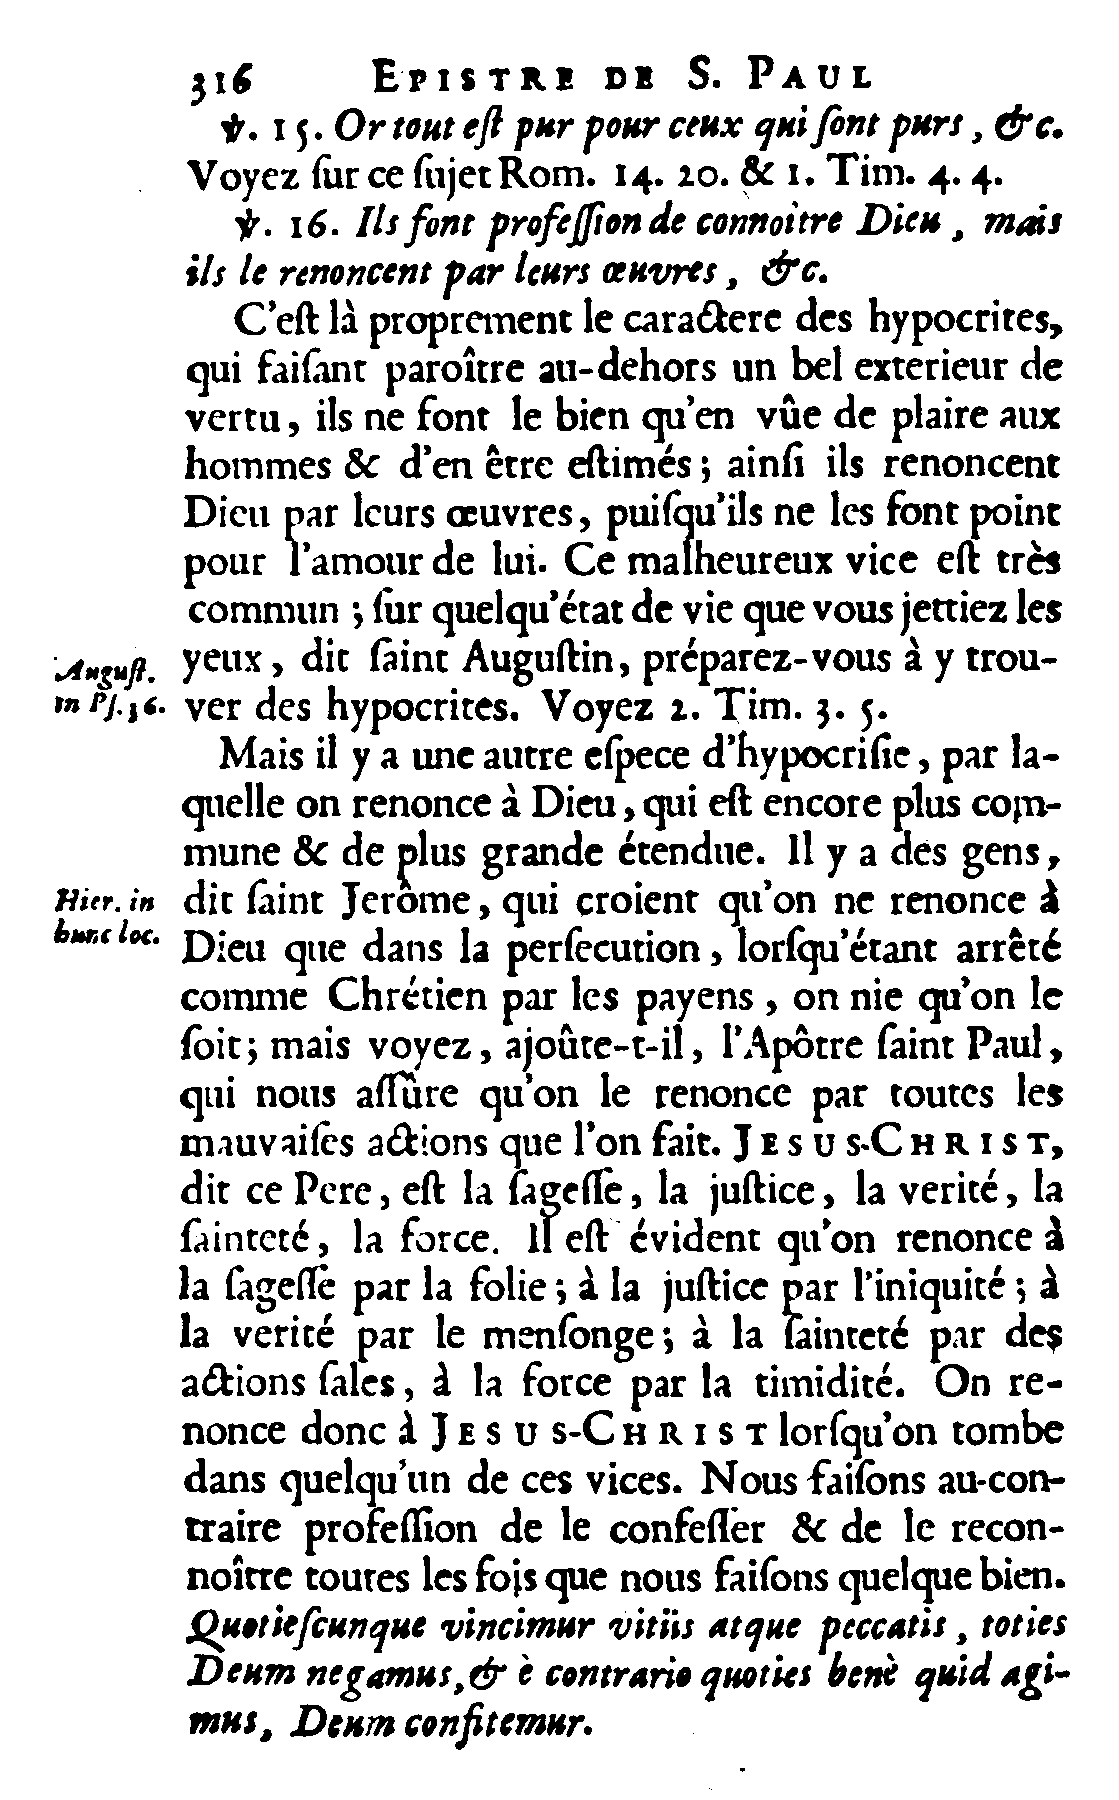 316 EPISTRE DE S. PAUL
℣. 15. Or tout eſt pur pour ceux qui ſont purs, &c.
Voyez ſur ce ſujet Rom. 14. 20. & 1. Tim. 4. 4.
℣. 16. Ils font profeſſion de connoître Dieu, mais
ils le renoncent par leurs œuvres, &c.
C'eſt là proprement le caractere des hypocrites,
qui faiſant paroître au-dehors un bel exterieur de
vertu, ils ne font le bien qu'en vûe de plaire aux
hommes & d'en être eſtimés; ainſi ils renoncent
Dieu par leurs œuvres, puiſqu'ils ne les font point
pour l'amour de lui. Ce malheureux vice eſt très
commun; ſur quelqu'état de vie que vous jettiez les
yeux, dit ſaint Auguſtin, préparez-vous à y trou-
ver des hypocrites. Voyez 2. Tim. 3. 5.
Auguſt.
in Pſ. 36.
Mais il y a une autre eſpece d'hypocriſie, par la-
quelle on renonce à Dieu, qui eſt encore plus com-
mune & de plus grande étendue. Il y a des gens,
dit ſaint Jerôme, qui croient qu'on ne renonce à
Dieu que dans la perſecution, lorſqu'étant arrêté
Hier. in
hunc loc.
comme Chrétien par les payens, on nie qu'on le
ſoit; mais voyez, ajoûte-t-il, l'Apôtre ſaint Paul,
qui nous aſſûre qu'on le renonce par toutes les
mauvaiſes actions que l'on fait. JESUS-CHRIST,
dit ce Pere, eſt la ſageſſe, la juſtice, la verité, la
ſainteté, la force. Il eſt évident qu'on renonce à
la ſageſſe par la folie; à la juſtice par l'iniquité; à
la verité par le menſonge; à la ſainteté par des
actions ſales, à la force par la timidité. On re-
nonce donc à JESUS-CHRIST lorſqu'on tombe
dans quelqu'un de ces vices. Nous faiſons au-con-
traire profeſſion de le confeſſer & de le recon-
noître toutes les fois que nous faiſons quelque bien.
Quotieſcunque vincimur vitiis atque peccatis, toties
Deum negamus, & è contrario quoties benè quid agi-
mus, Deum confitemur.